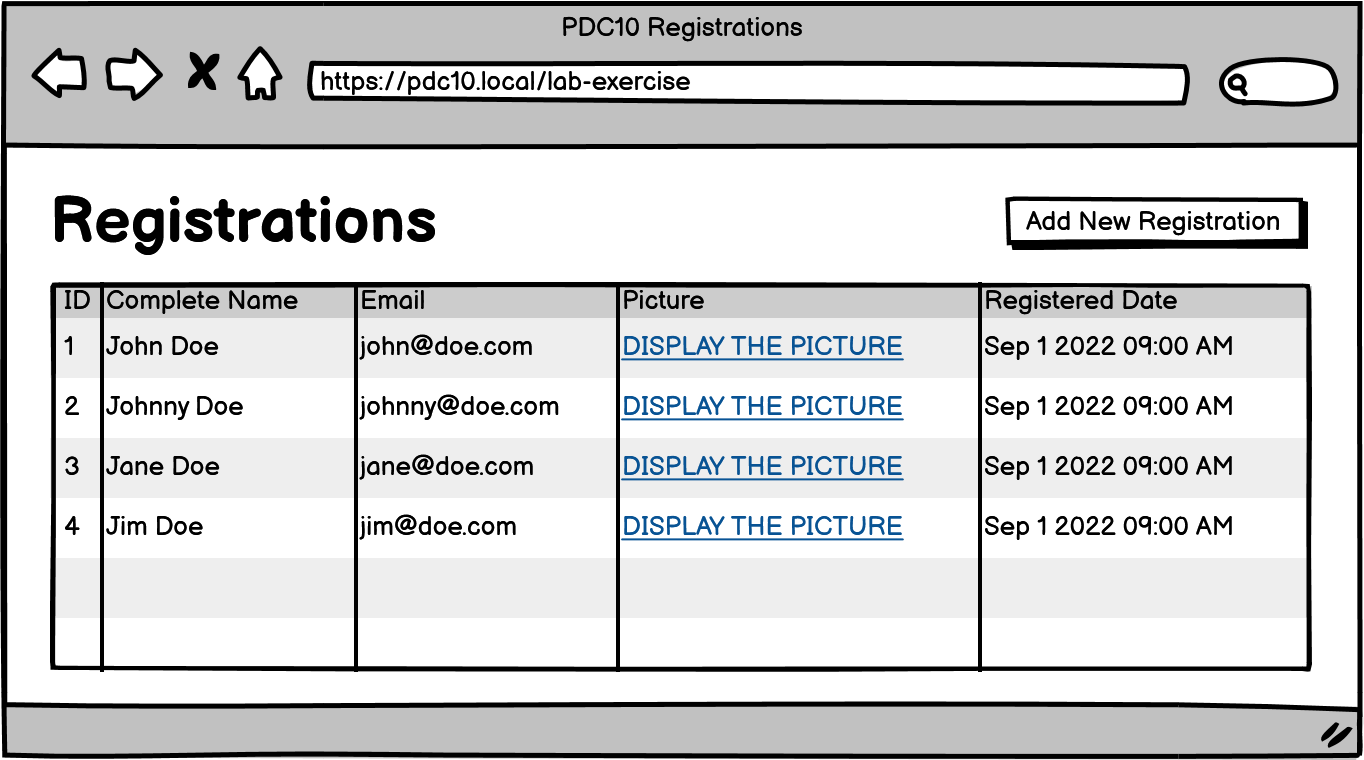 PDC10 Registrations
https://pdc10.local/lab-exercise
Registrations
Add New Registration
ID Complete Name Email Picture Registered Date
1 John Doe john@doe.com DISPLAY THE PICTURE Sep 1 2022 09:00 AM
2 Johnny Doe johnny@doe.com DISPLAY THE PICTURE Sep 1 2022 09:00 AM
3 Jane Doe jane@doe.com DISPLAY THE PICTURE Sep 1 2022 09:00 AM
4 Jim Doe jim@doe.com DISPLAY THE PICTURE Sep 1 2022 09:00 AM